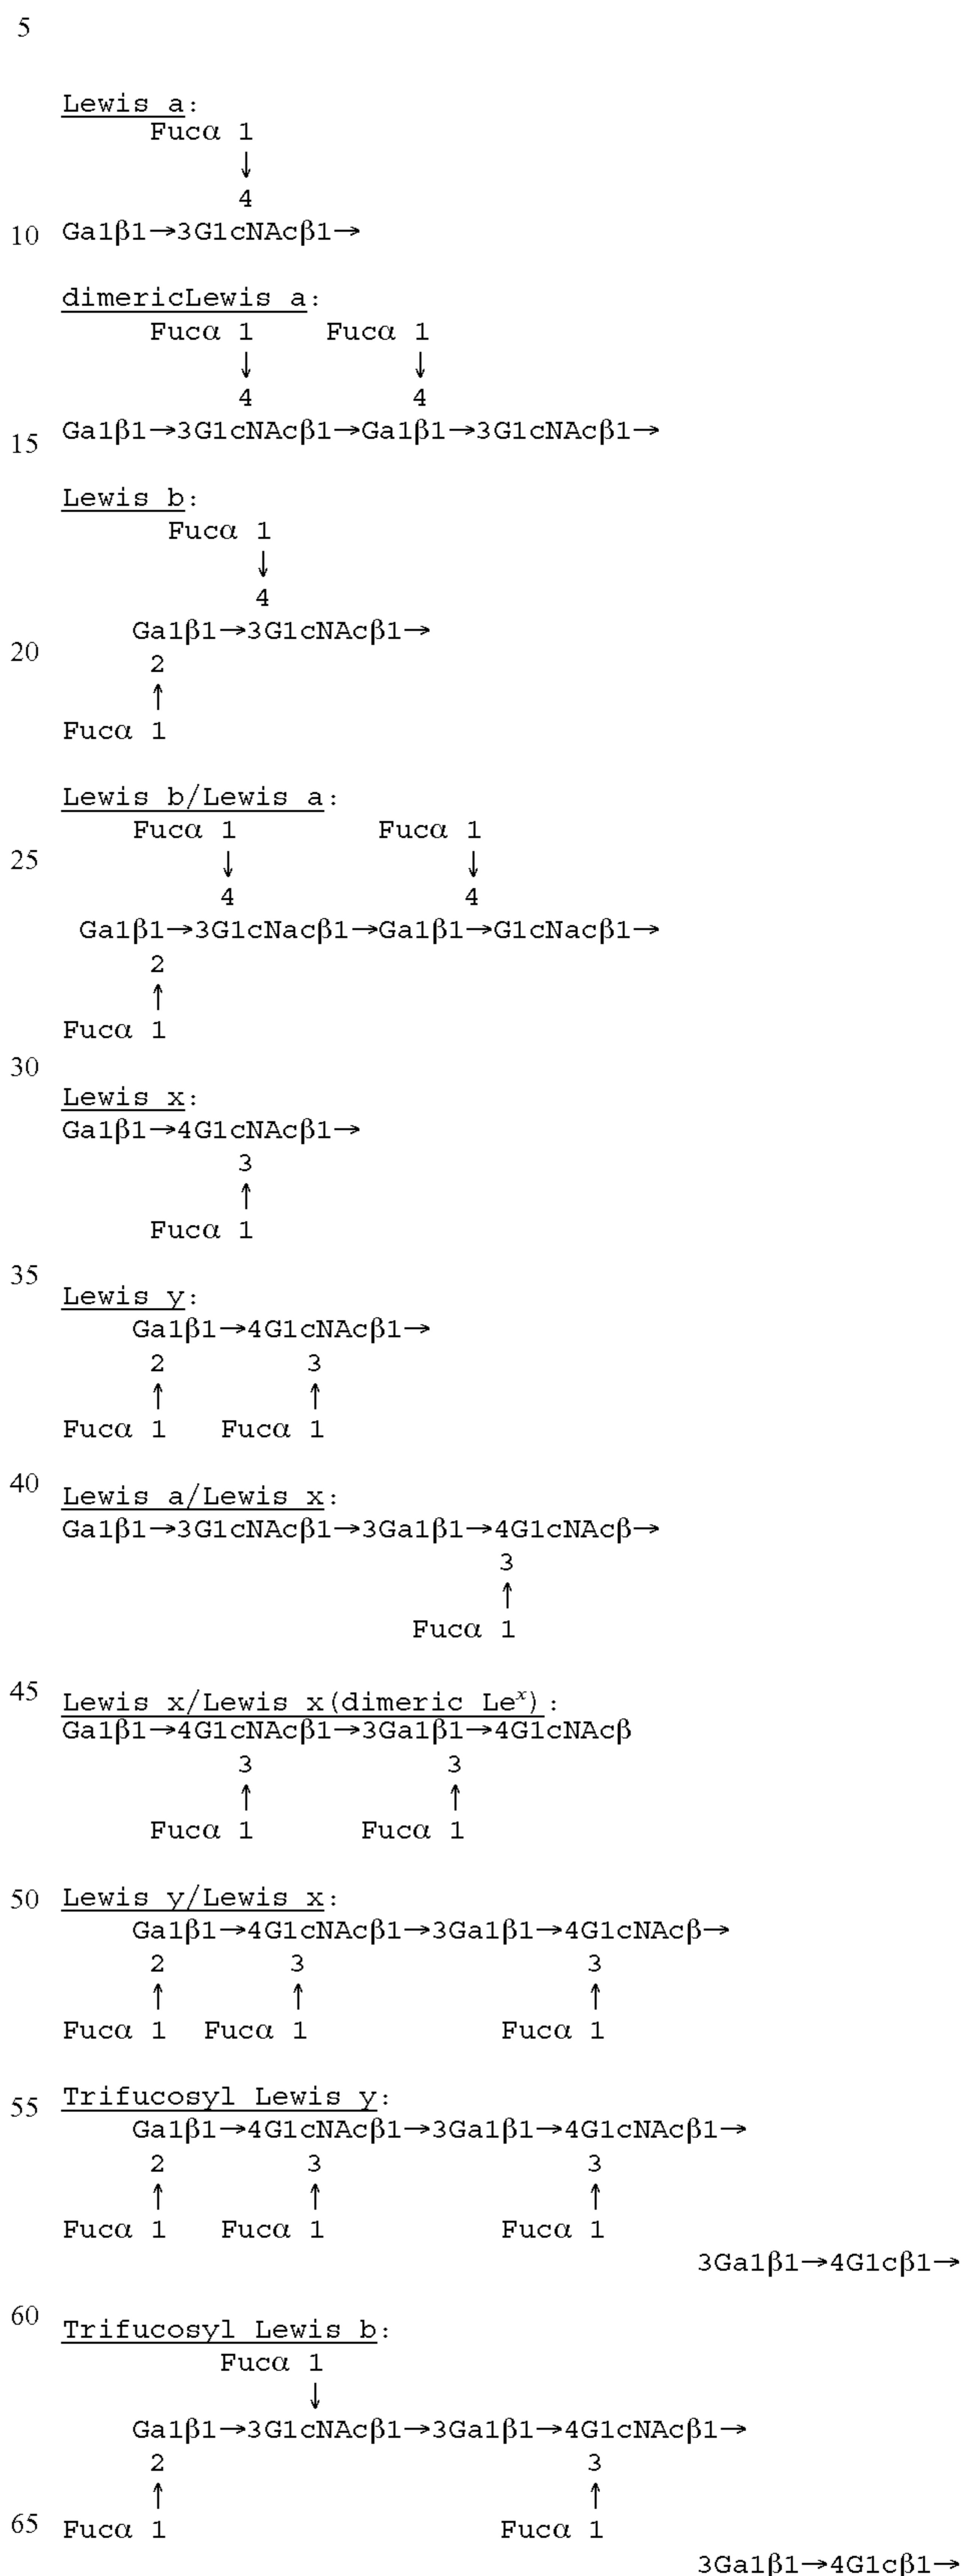 5
Lewis a:
Fucα 1
↓
4
10 Ga1β1→3G1cNAcβ1→
dimericLewis a:
Fucα 1 Fucα 1
↓ ↓
4 4
Ga1β1→3G1cNAcβ1→Ga1β1→3G1cNAcβ1→
15
Lewis b:
Fucα 1
↓
4
Ga1β1→3G1cNAcβ1→
20
2
↑
Fucα 1
Lewis b/Lewis a:
Fucα 1 Fucα 1
25 ↓ ↓
4 4
Ga1β1→3G1cNacβ1→Ga1β1→G1cNacβ1→
2
↑
Fucα 1
30
Lewis x:
Ga1β1→4G1cNAcβ1→
3
↑
Fucα 1
35
Lewis y:
Ga1β1→4G1cNAcβ1→
2 3
↑ ↑
Fucα 1 Fucα 1
40 Lewis a/Lewis x:
Ga1β1→3G1cNAcβ1→3Ga1β1→4G1cNAcβ→
3
↑
Fucα 1
45 Lewis x/Lewis x(dimeric Leˣ):
Ga1β1→4G1cNAcβ1→3Ga1β1→4G1cNAcβ
3 3
↑ ↑
Fucα 1 Fucα 1
50 Lewis y/Lewis x:
Ga1β1→4G1cNAcβ1→3Ga1β1→4G1cNAcβ→
2 3 3
↑ ↑ ↑
Fucα 1 Fucα 1 Fucα 1
55 Trifucosyl Lewis y:
Ga1β1→4G1cNAcβ1→3Ga1β1→4G1cNAcβ1→
2 3 3
↑ ↑ ↑
Fucα 1 Fucα 1 Fucα 1
3Ga1β1→4G1cβ1→
60 Trifucosyl Lewis b:
Fucα 1
↓
Ga1β1→3G1cNAcβ1→3Ga1β1→4G1cNAcβ1→
2 3
↑ ↑
65 Fucα 1 Fucα 1
3Ga1β1→4G1cβ1→